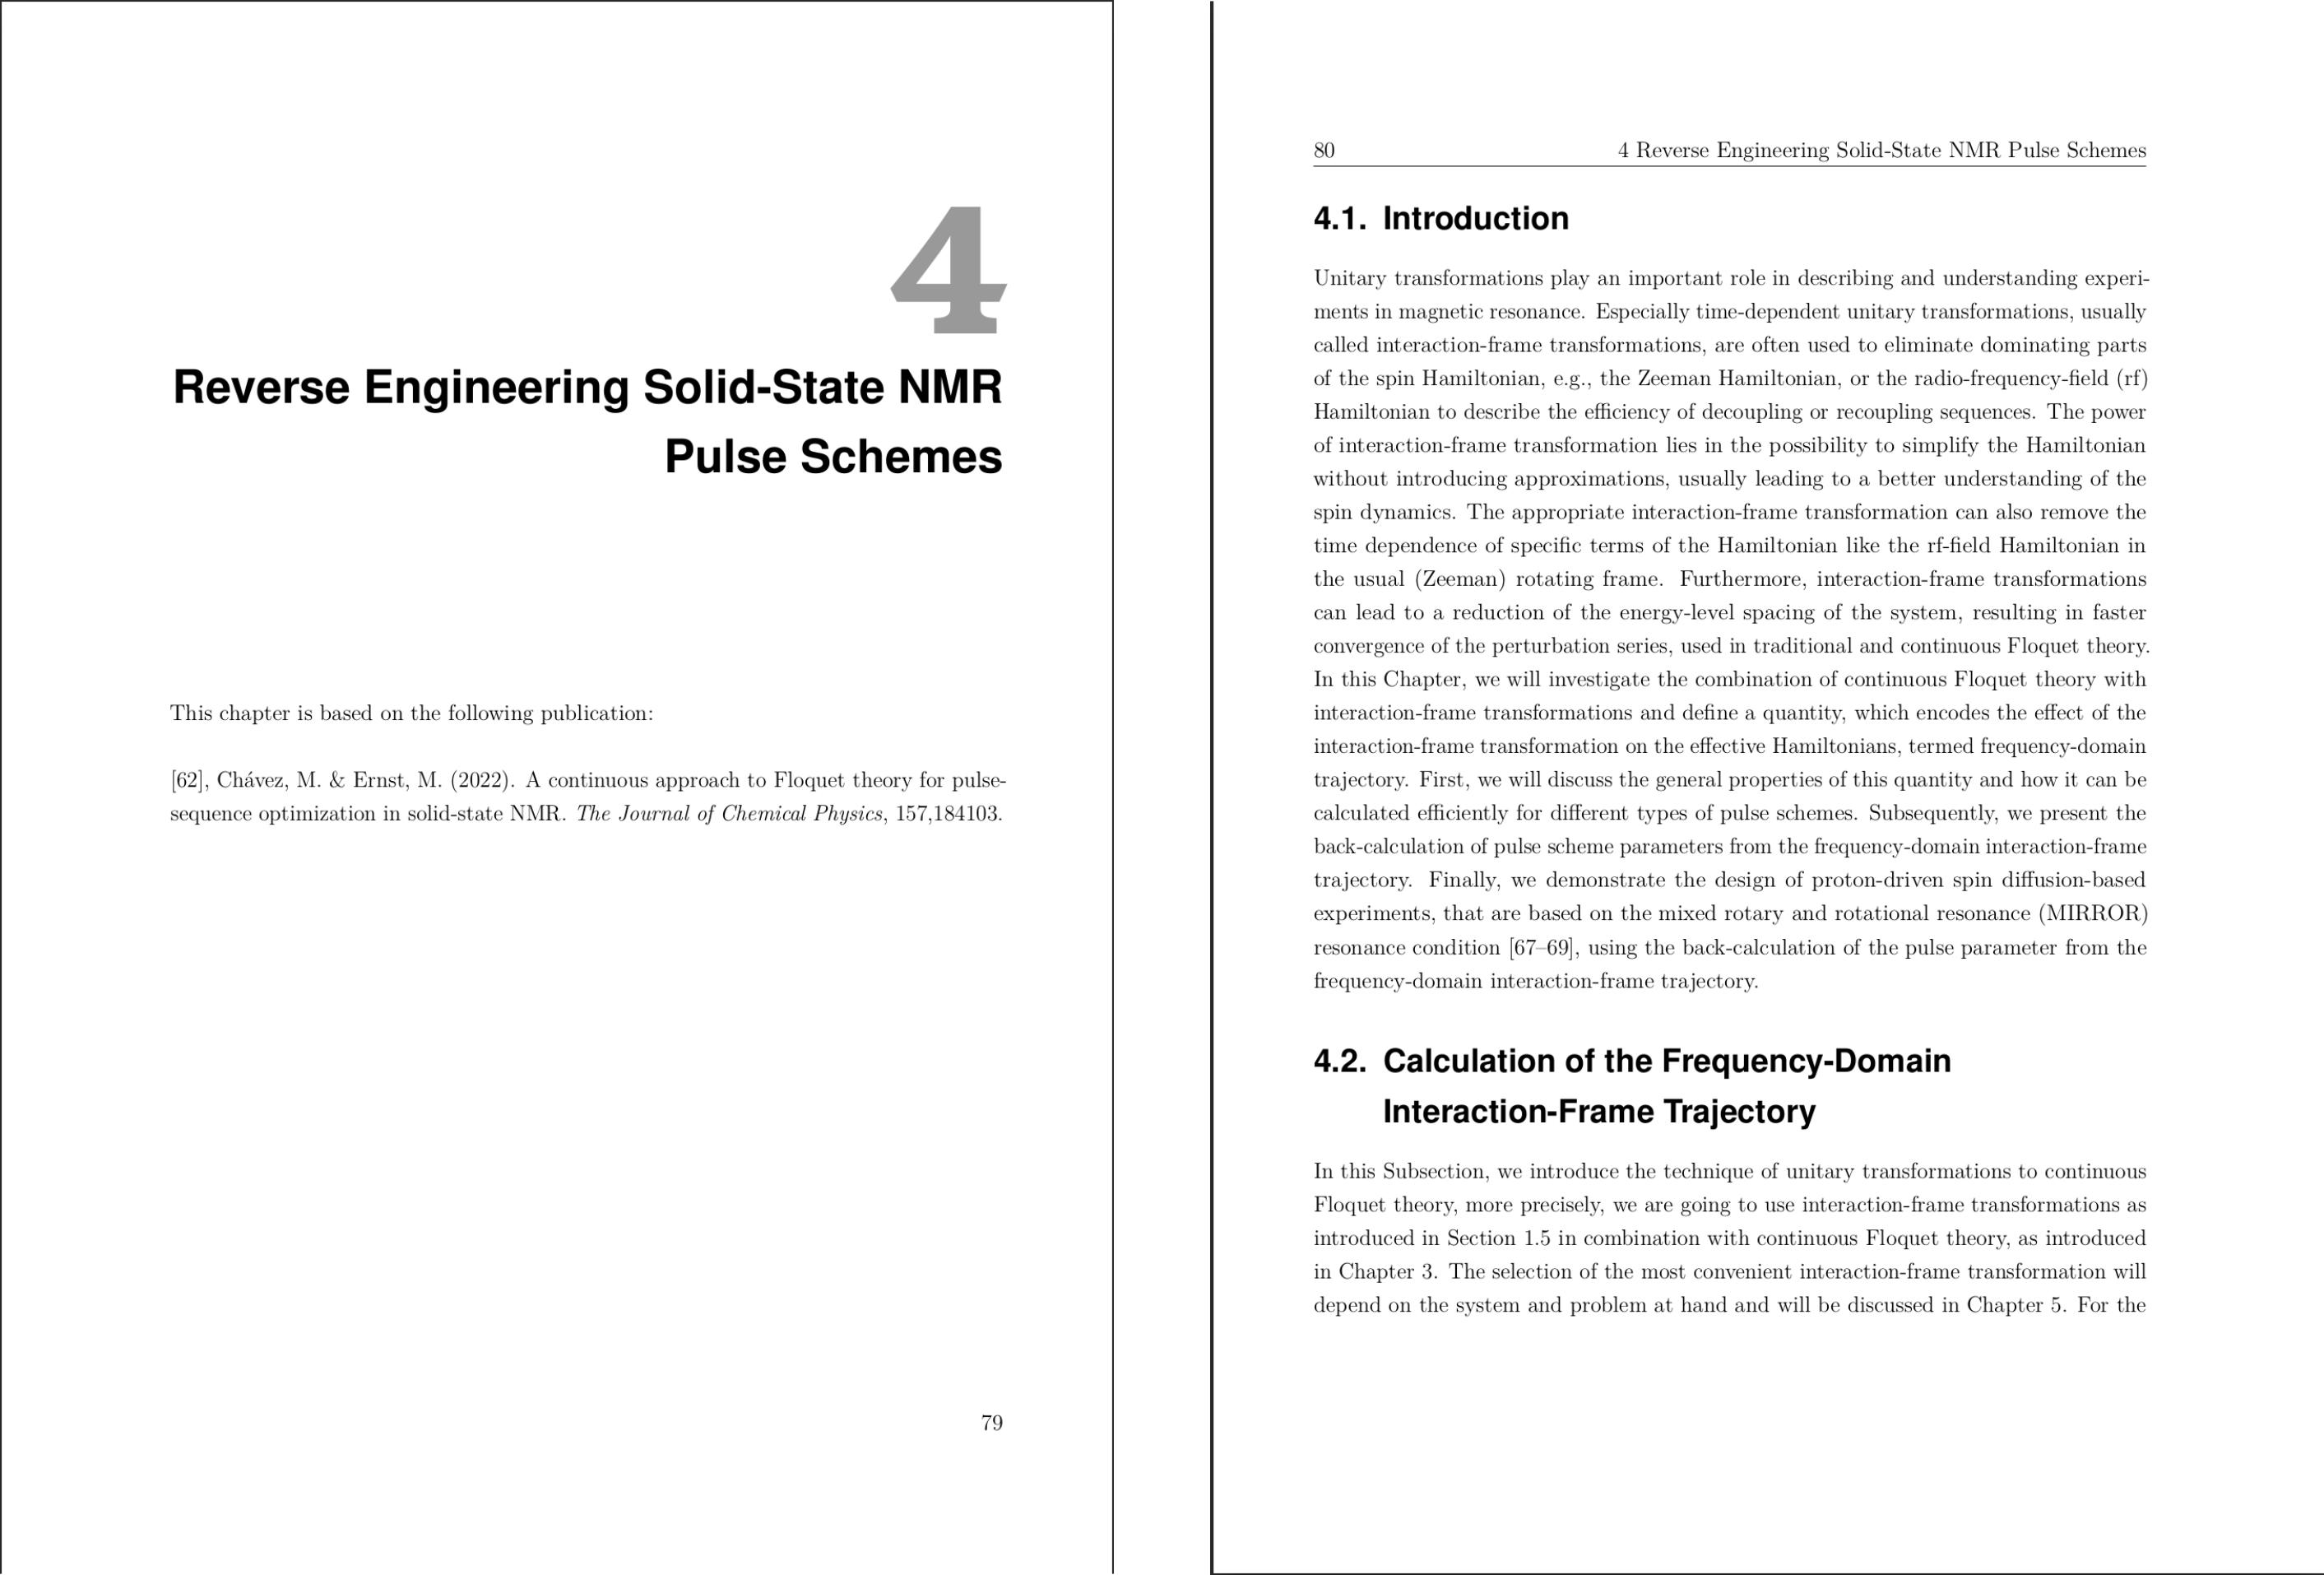 4
Reverse Engineering Solid-State NMR
Pulse Schemes
This chapter is based on the following publication:
[62], Chávez, M. & Ernst, M. (2022). A continuous approach to Floquet theory for pulse-
sequence optimization in solid-state NMR. The Journal of Chemical Physics, 157,184103.
79
80 4 Reverse Engineering Solid-State NMR Pulse Schemes
4.1. Introduction
Unitary transformations play an important role in describing and understanding experi-
ments in magnetic resonance. Especially time-dependent unitary transformations, usually
called interaction-frame transformations, are often used to eliminate dominating parts
of the spin Hamiltonian, e.g., the Zeeman Hamiltonian, or the radio-frequency-field (rf)
Hamiltonian to describe the efficiency of decoupling or recoupling sequences. The power
of interaction-frame transformation lies in the possibility to simplify the Hamiltonian
without introducing approximations, usually leading to a better understanding of the
spin dynamics. The appropriate interaction-frame transformation can also remove the
time dependence of specific terms of the Hamiltonian like the rf-field Hamiltonian in
the usual (Zeeman) rotating frame. Furthermore, interaction-frame transformations
can lead to a reduction of the energy-level spacing of the system, resulting in faster
convergence of the perturbation series, used in traditional and continuous Floquet theory.
In this Chapter, we will investigate the combination of continuous Floquet theory with
interaction-frame transformations and define a quantity, which encodes the effect of the
interaction-frame transformation on the effective Hamiltonians, termed frequency-domain
trajectory. First, we will discuss the general properties of this quantity and how it can be
calculated efficiently for different types of pulse schemes. Subsequently, we present the
back-calculation of pulse scheme parameters from the frequency-domain interaction-frame
trajectory. Finally, we demonstrate the design of proton-driven spin diffusion-based
experiments, that are based on the mixed rotary and rotational resonance (MIRROR)
resonance condition [67–69], using the back-calculation of the pulse parameter from the
frequency-domain interaction-frame trajectory.
4.2. Calculation of the Frequency-Domain
Interaction-Frame Trajectory
In this Subsection, we introduce the technique of unitary transformations to continuous
Floquet theory, more precisely, we are going to use interaction-frame transformations as
introduced in Section 1.5 in combination with continuous Floquet theory, as introduced
in Chapter 3. The selection of the most convenient interaction-frame transformation will
depend on the system and problem at hand and will be discussed in Chapter 5. For the